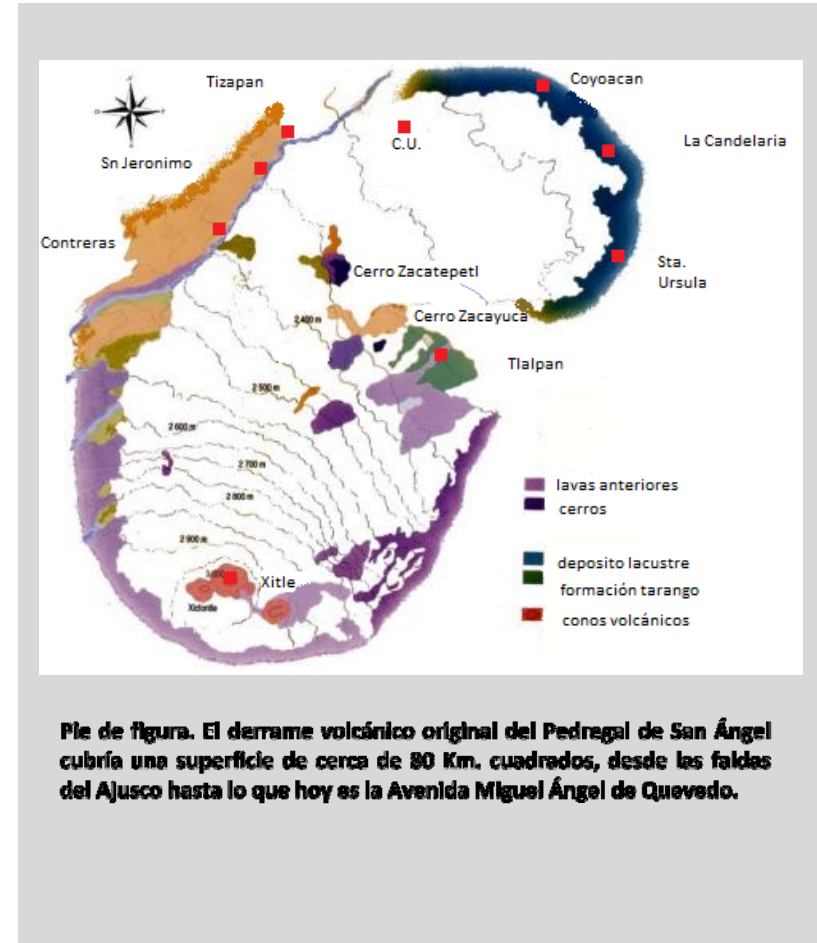 Tizapan
Coyoacan
C.U.
La Candelaria
Sn Jeronimo
Contreras
Sta.
Ursula
Cerro Zacatepetl
Cerro Zacayuca
2,400 m
Tlalpan
2 500 m
2 600 m
2 700 m
2 800 m
2 900 m
Xitle
Xictontle
lavas anteriores
cerros
deposito lacustre
formación tarango
conos volcánicos
Pie de figura. El derrame volcánico original del Pedregal de San Ángel
cubría una superficie de cerca de 80 Km. cuadrados, desde las faldas
del Ajusco hasta lo que hoy es la Avenida Miguel Ángel de Quevedo.